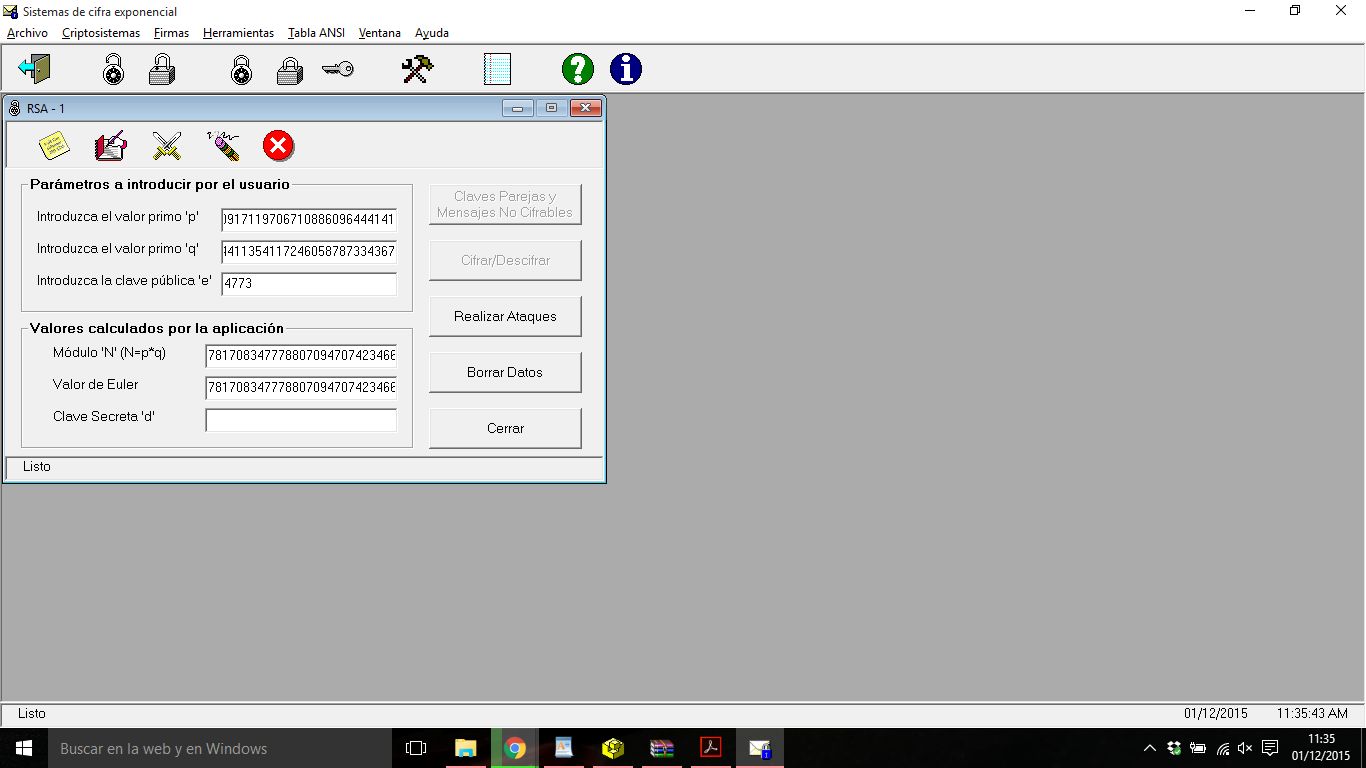 Sistemas de cifra exponencial
Archivo Criptosistemas Firmas Herramientas Tabla ANSI Ventana Ayuda
RSA - 1
Parámetros a introducir por el usuario
Introduzca el valor primo 'p'
0917119706710886096444141
Introduzca el valor primo 'q'
411354117246058787334367
Introduzca la clave pública 'e'
4773
Valores calculados por la aplicación
Módulo 'N' (N=p*q)
7817083477788070947074234
Valor de Euler
7817083477788070947074234
Clave Secreta 'd'
Claves Parejas y
Mensajes No Cifrables
Cifrar/Descifrar
Realizar Ataques
Borrar Datos
Cerrar
Listo
Listo 01/12/2015 11:35:43 AM
Buscar en la web y en Windows
11:35
01/12/2015